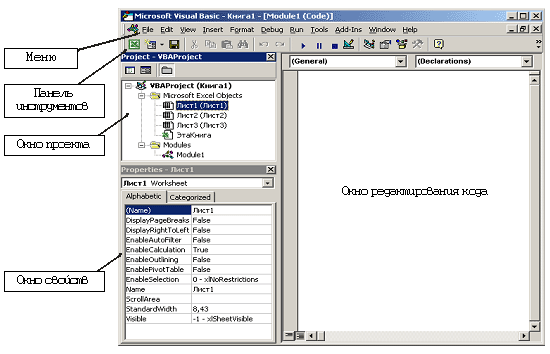 Microsoft Visual Basic - Книга1 - [Module1 (Code)]
File Edit View Insert Format Debug Run Tools Add-Ins Window Help
Меню
Панель
инструментов
Окно проекта
Окно свойств
Project - VBAProject
VBAProject (Книга1)
Microsoft Excel Objects
Лист1 (Лист1)
Лист2 (Лист2)
Лист3 (Лист3)
ЭтаКнига
Modules
Module1
Properties - Лист1
Лист1 Worksheet
Alphabetic Categorized
(Name) Лист1
DisplayPageBreaks False
DisplayRightToLeft False
EnableAutoFilter False
EnableCalculation True
EnableOutlining False
EnablePivotTable False
EnableSelection 0 - xlNoRestrictions
Name Лист1
ScrollArea
StandardWidth 8,43
Visible -1 - xlSheetVisible
(General) (Declarations)
Окно редактирования кода